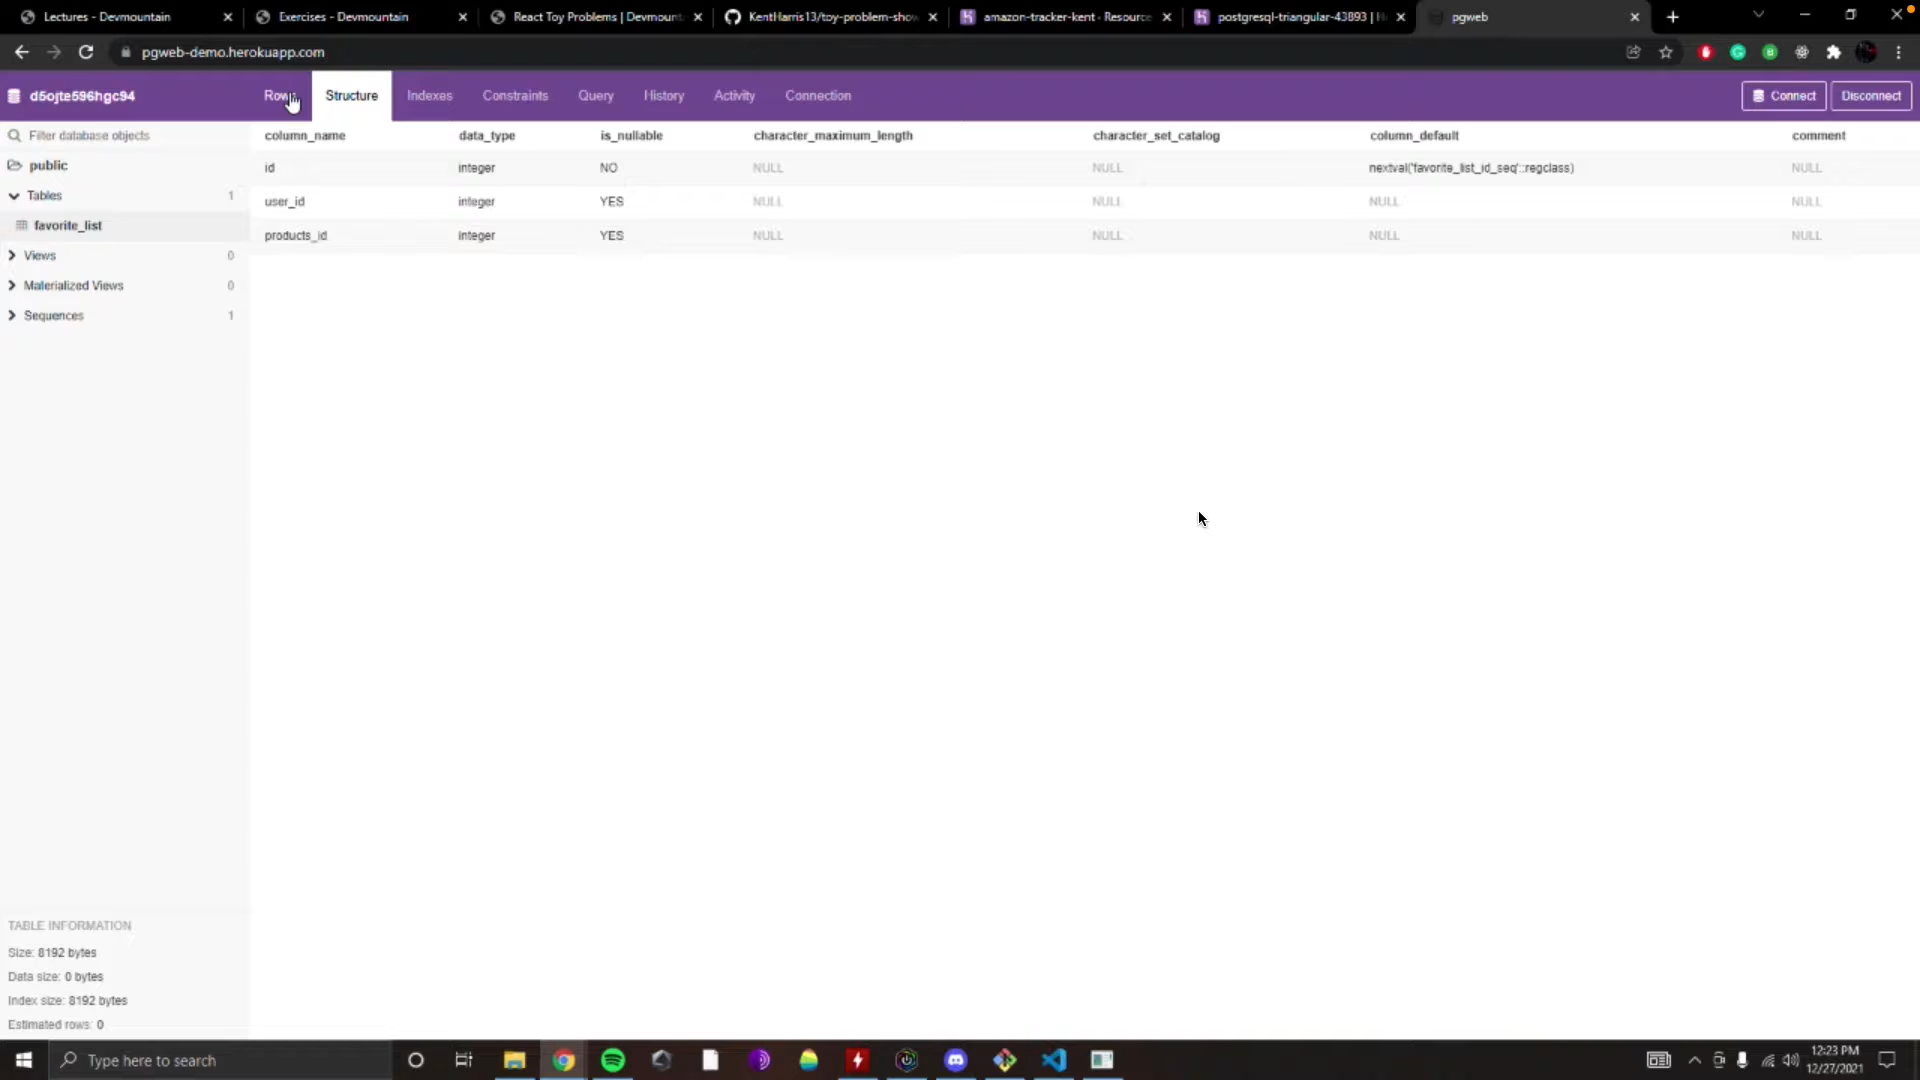 Lectures - Devmountain
Exercises - Devmountain
React Toy Problems | Devmount
KentHarris13/toy-problem-show
amazon-tracker-kent · Resource
postgresql-triangular-43893 | H
pgweb
pgweb-demo.herokuapp.com
d5ojte596hgc94
Rows
Structure
Indexes
Constraints
Query
History
Activity
Connection
Connect
Disconnect
Filter database objects
column_name data_type is_nullable character_maximum_length character_set_catalog column_default comment
public
id integer NO NULL NULL nextval('favorite_list_id_seq'::regclass) NULL
Tables 1
user_id integer YES NULL NULL NULL NULL
favorite_list
products_id integer YES NULL NULL NULL NULL
Views 0
Materialized Views 0
Sequences 1
TABLE INFORMATION
Size: 8192 bytes
Data size: 0 bytes
Index size: 8192 bytes
Estimated rows: 0
Type here to search
12:23 PM
12/27/2021